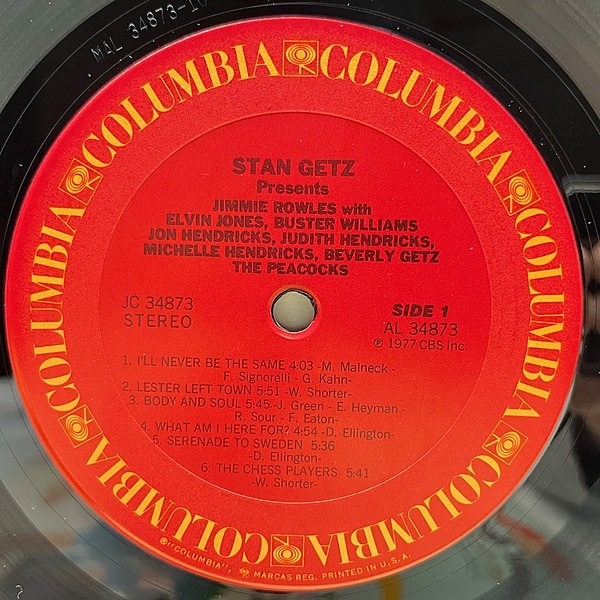 MAL 34873-1
COLUMBIA COLUMBIA COLUMBIA COLUMBIA COLUMBIA COLUMBIA
STAN GETZ
Presents
JIMMIE ROWLES with
ELVIN JONES, BUSTER WILLIAMS
JON HENDRICKS, JUDITH HENDRICKS,
MICHELLE HENDRICKS, BEVERLY GETZ
THE PEACOCKS
JC 34873
STEREO
SIDE 1
AL 34873
℗ 1977 CBS Inc.
1. I'LL NEVER BE THE SAME 4:03 -M. Malneck -
F. Signorelli - G. Kahn-
2. LESTER LEFT TOWN 5:51 -W. Shorter-
3. BODY AND SOUL 5:45 -J. Green - E. Heyman -
R. Sour - F. Eaton-
4. WHAT AM I HERE FOR? 4:54 -D. Ellington-
5. SERENADE TO SWEDEN 5:36
-D. Ellington-
6. THE CHESS PLAYERS 5:41
-W. Shorter-
®"COLUMBIA", MARCAS REG. PRINTED IN U.S.A.